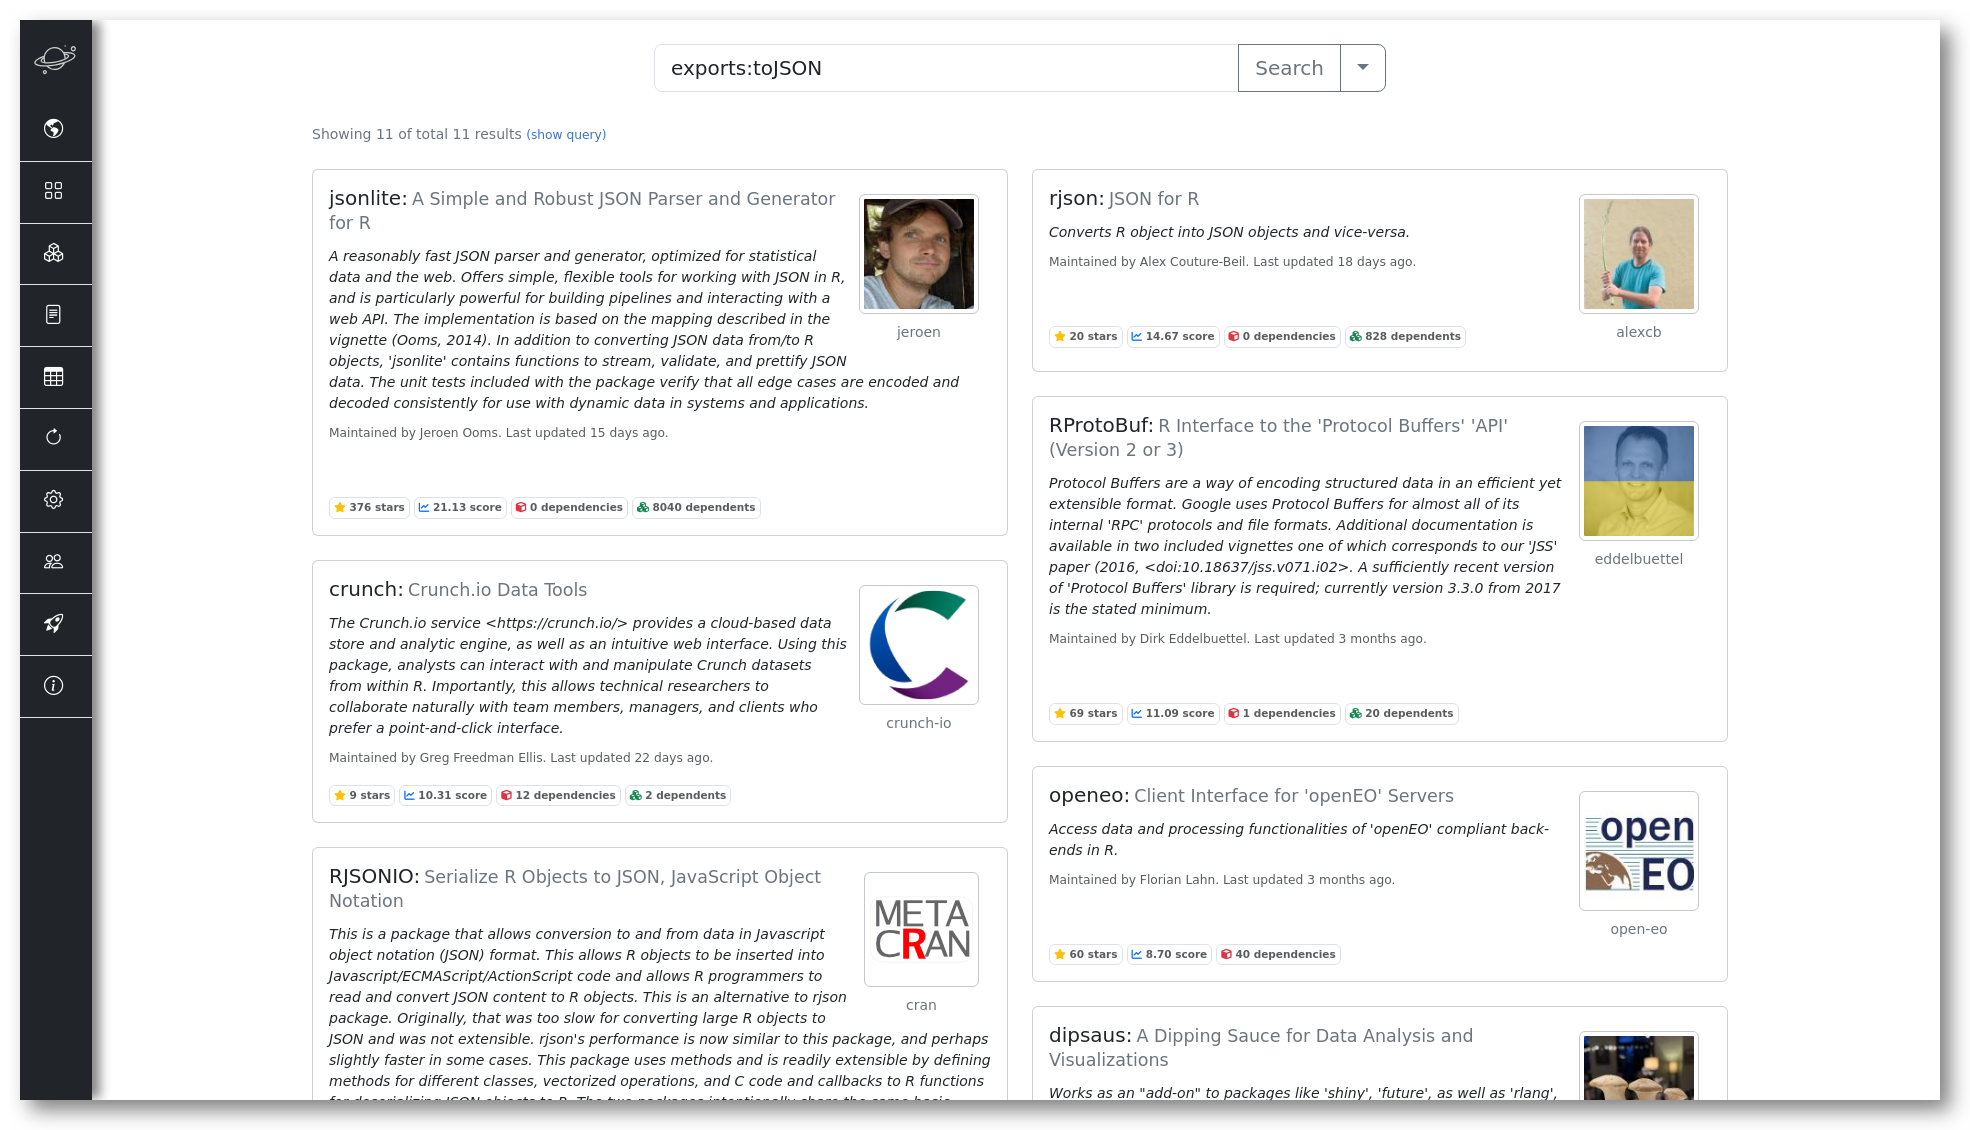 exports:toJSON
Search
Showing 11 of total 11 results (show query)
jsonlite: A Simple and Robust JSON Parser and Generator
for R
A reasonably fast JSON parser and generator, optimized for statistical
data and the web. Offers simple, flexible tools for working with JSON in R,
and is particularly powerful for building pipelines and interacting with a
web API. The implementation is based on the mapping described in the
vignette (Ooms, 2014). In addition to converting JSON data from/to R
objects, 'jsonlite' contains functions to stream, validate, and prettify JSON
data. The unit tests included with the package verify that all edge cases are encoded and
decoded consistently for use with dynamic data in systems and applications.
Maintained by Jeroen Ooms. Last updated 15 days ago.
jeroen
376 stars 21.13 score 0 dependencies 8040 dependents
crunch: Crunch.io Data Tools
The Crunch.io service <https://crunch.io/> provides a cloud-based data
store and analytic engine, as well as an intuitive web interface. Using this
package, analysts can interact with and manipulate Crunch datasets
from within R. Importantly, this allows technical researchers to
collaborate naturally with team members, managers, and clients who
prefer a point-and-click interface.
Maintained by Greg Freedman Ellis. Last updated 22 days ago.
crunch-io
9 stars 10.31 score 12 dependencies 2 dependents
RJSONIO: Serialize R Objects to JSON, JavaScript Object
Notation
This is a package that allows conversion to and from data in Javascript
object notation (JSON) format. This allows R objects to be inserted into
Javascript/ECMAScript/ActionScript code and allows R programmers to
read and convert JSON content to R objects. This is an alternative to rjson
package. Originally, that was too slow for converting large R objects to
JSON and was not extensible. rjson's performance is now similar to this package, and perhaps
slightly faster in some cases. This package uses methods and is readily extensible by defining
methods for different classes, vectorized operations, and C code and callbacks to R functions
for deserializing JSON objects to R. The two packages intentionally share the same basic
META
CRAN
cran
rjson: JSON for R
Converts R object into JSON objects and vice-versa.
Maintained by Alex Couture-Beil. Last updated 18 days ago.
alexcb
20 stars 14.67 score 0 dependencies 828 dependents
RProtoBuf: R Interface to the 'Protocol Buffers' 'API'
(Version 2 or 3)
Protocol Buffers are a way of encoding structured data in an efficient yet
extensible format. Google uses Protocol Buffers for almost all of its
internal 'RPC' protocols and file formats. Additional documentation is
available in two included vignettes one of which corresponds to our 'JSS'
paper (2016, <doi:10.18637/jss.v071.i02>. A sufficiently recent version
of 'Protocol Buffers' library is required; currently version 3.3.0 from 2017
is the stated minimum.
Maintained by Dirk Eddelbuettel. Last updated 3 months ago.
eddelbuettel
69 stars 11.09 score 1 dependencies 20 dependents
openeo: Client Interface for 'openEO' Servers
Access data and processing functionalities of 'openEO' compliant back-
ends in R.
Maintained by Florian Lahn. Last updated 3 months ago.
open
EO
open-eo
60 stars 8.70 score 40 dependencies
dipsaus: A Dipping Sauce for Data Analysis and
Visualizations
Works as an "add-on" to packages like 'shiny', 'future', as well as 'rlang',